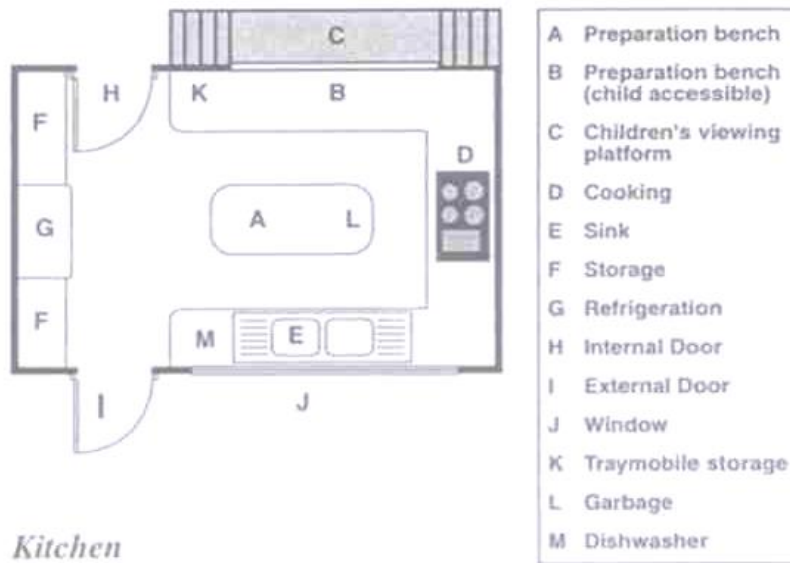 C
H
K
B
F
D
G
A
L
F
M
E
I
J
Kitchen
A Preparation bench
B Preparation bench
(child accessible)
C Children's viewing
platform
D Cooking
E Sink
F Storage
G Refrigeration
H Internal Door
I External Door
J Window
K Traymobile storage
L Garbage
M Dishwasher